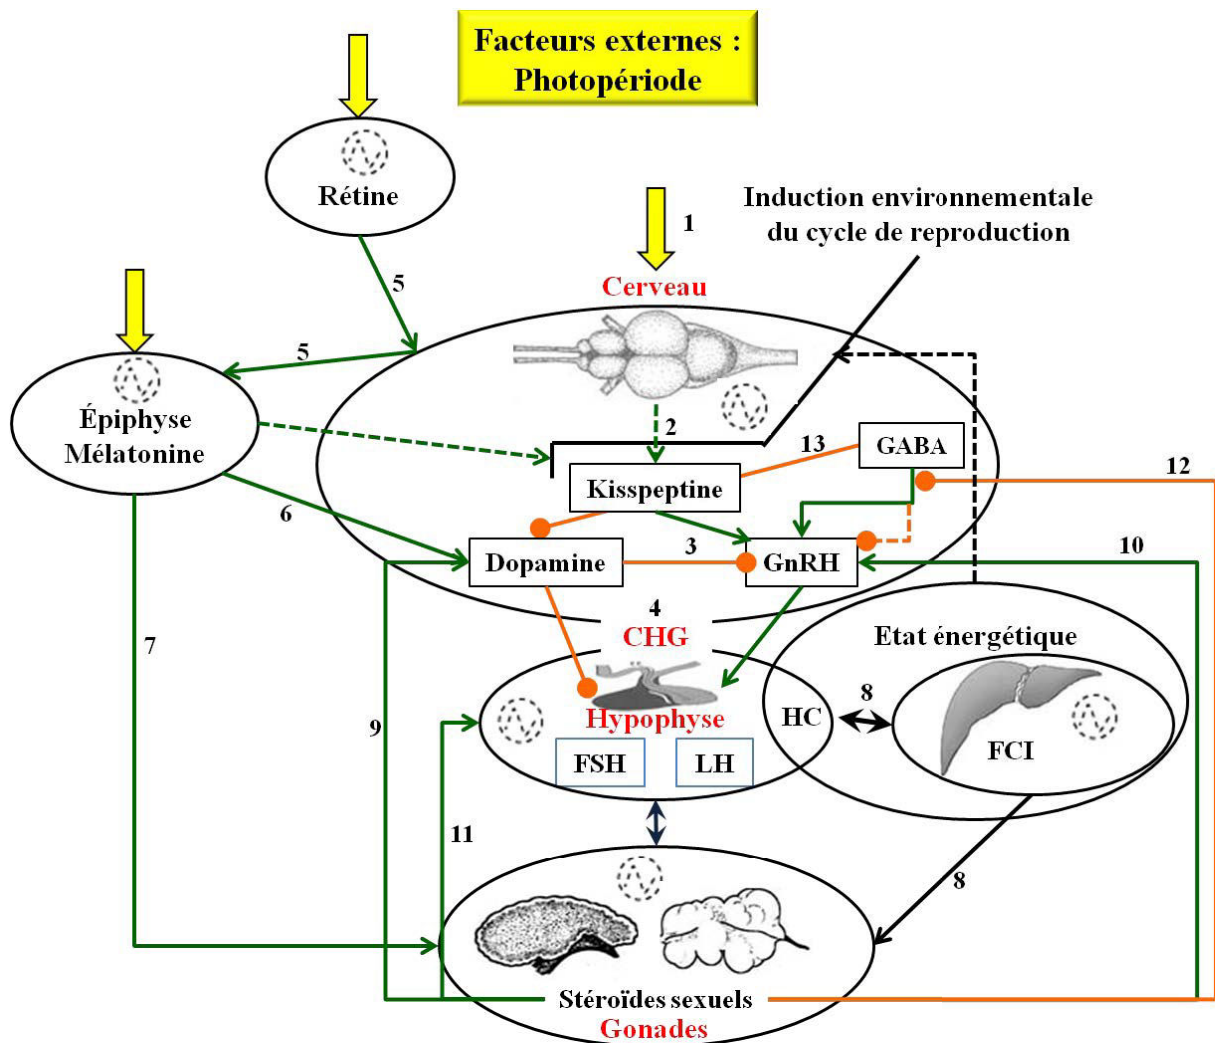 Facteurs externes :
Photopériode
Rétine
1
Induction environnementale
du cycle de reproduction
Cerveau
5
5
Épiphyse
Mélatonine
2
13
GABA
12
Kisspeptine
6
3
10
Dopamine
GnRH
4
CHG
7
Etat énergétique
8
Hypophyse
HC
9
FCI
FSH
LH
11
8
Stéroïdes sexuels
Gonades